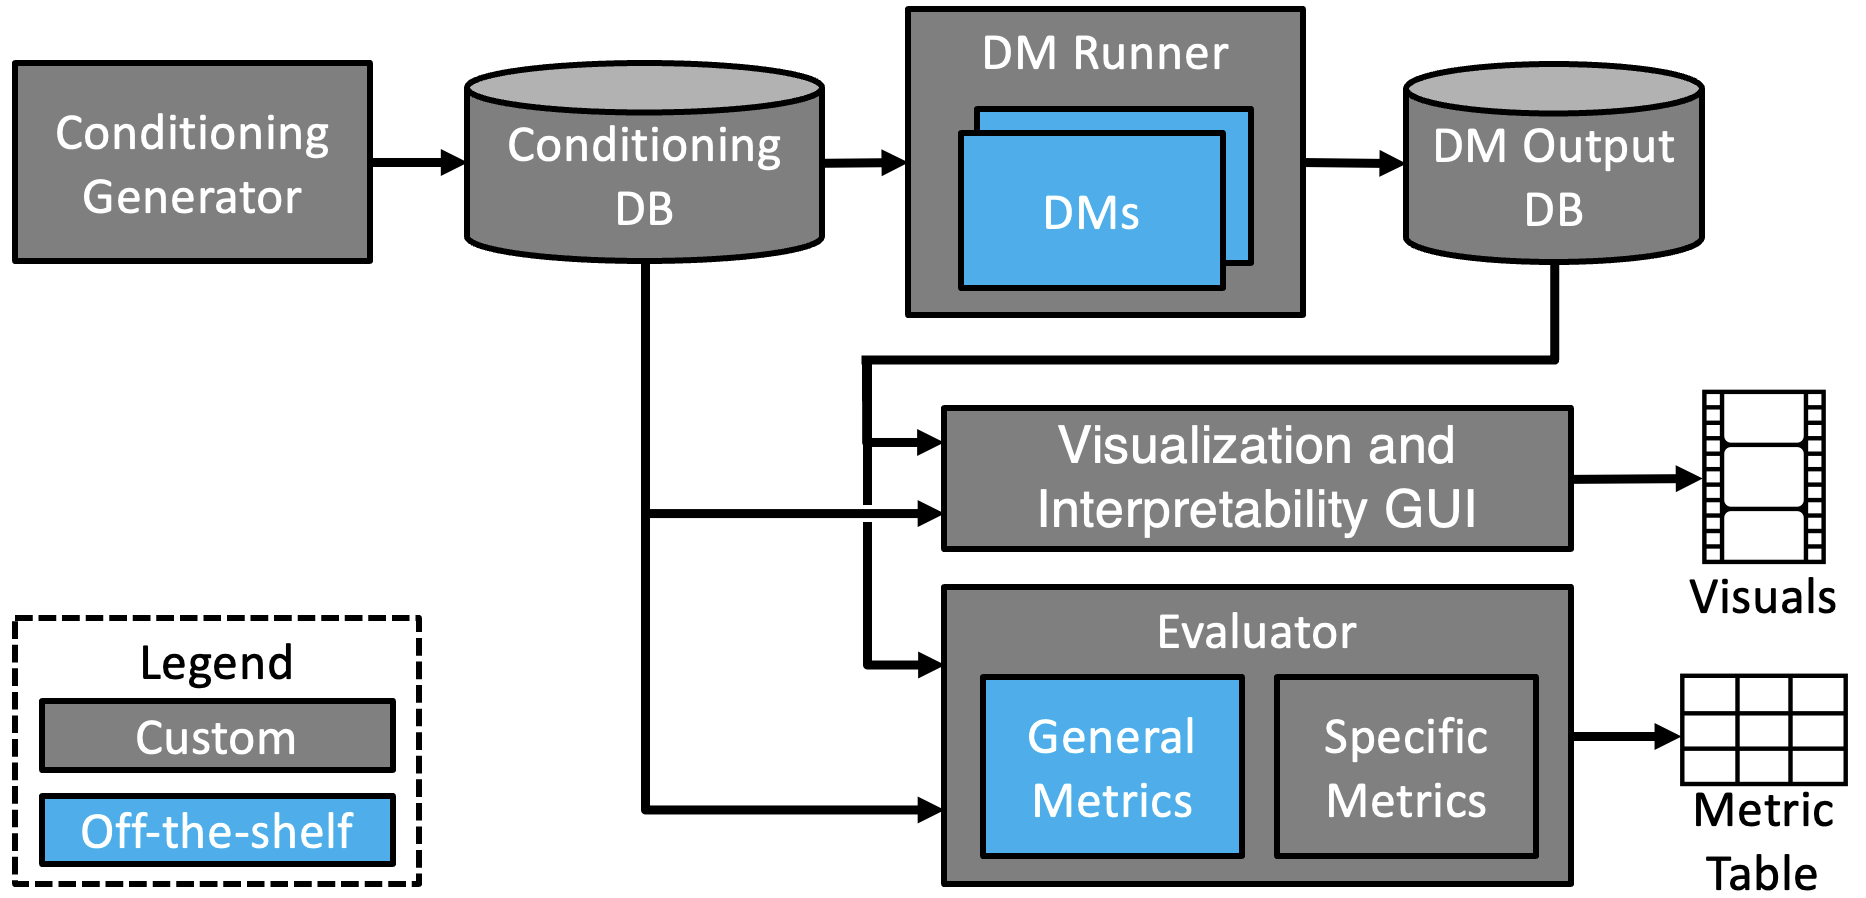 Conditioning
Generator
Conditioning
DB
DM Runner
DMs
DM Output
DB
Visualization and
Interpretability GUI
Visuals
Evaluator
General
Metrics
Specific
Metrics
Metric
Table
Legend
Custom
Off-the-shelf